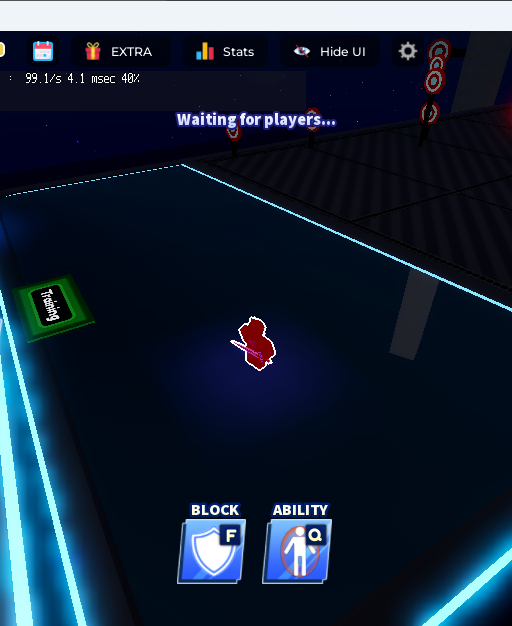 EXTRA
Stats
Hide UI
: 99.1/s 4.1 msec 40%
Waiting for players...
Training
BLOCK
ABILITY
F
Q